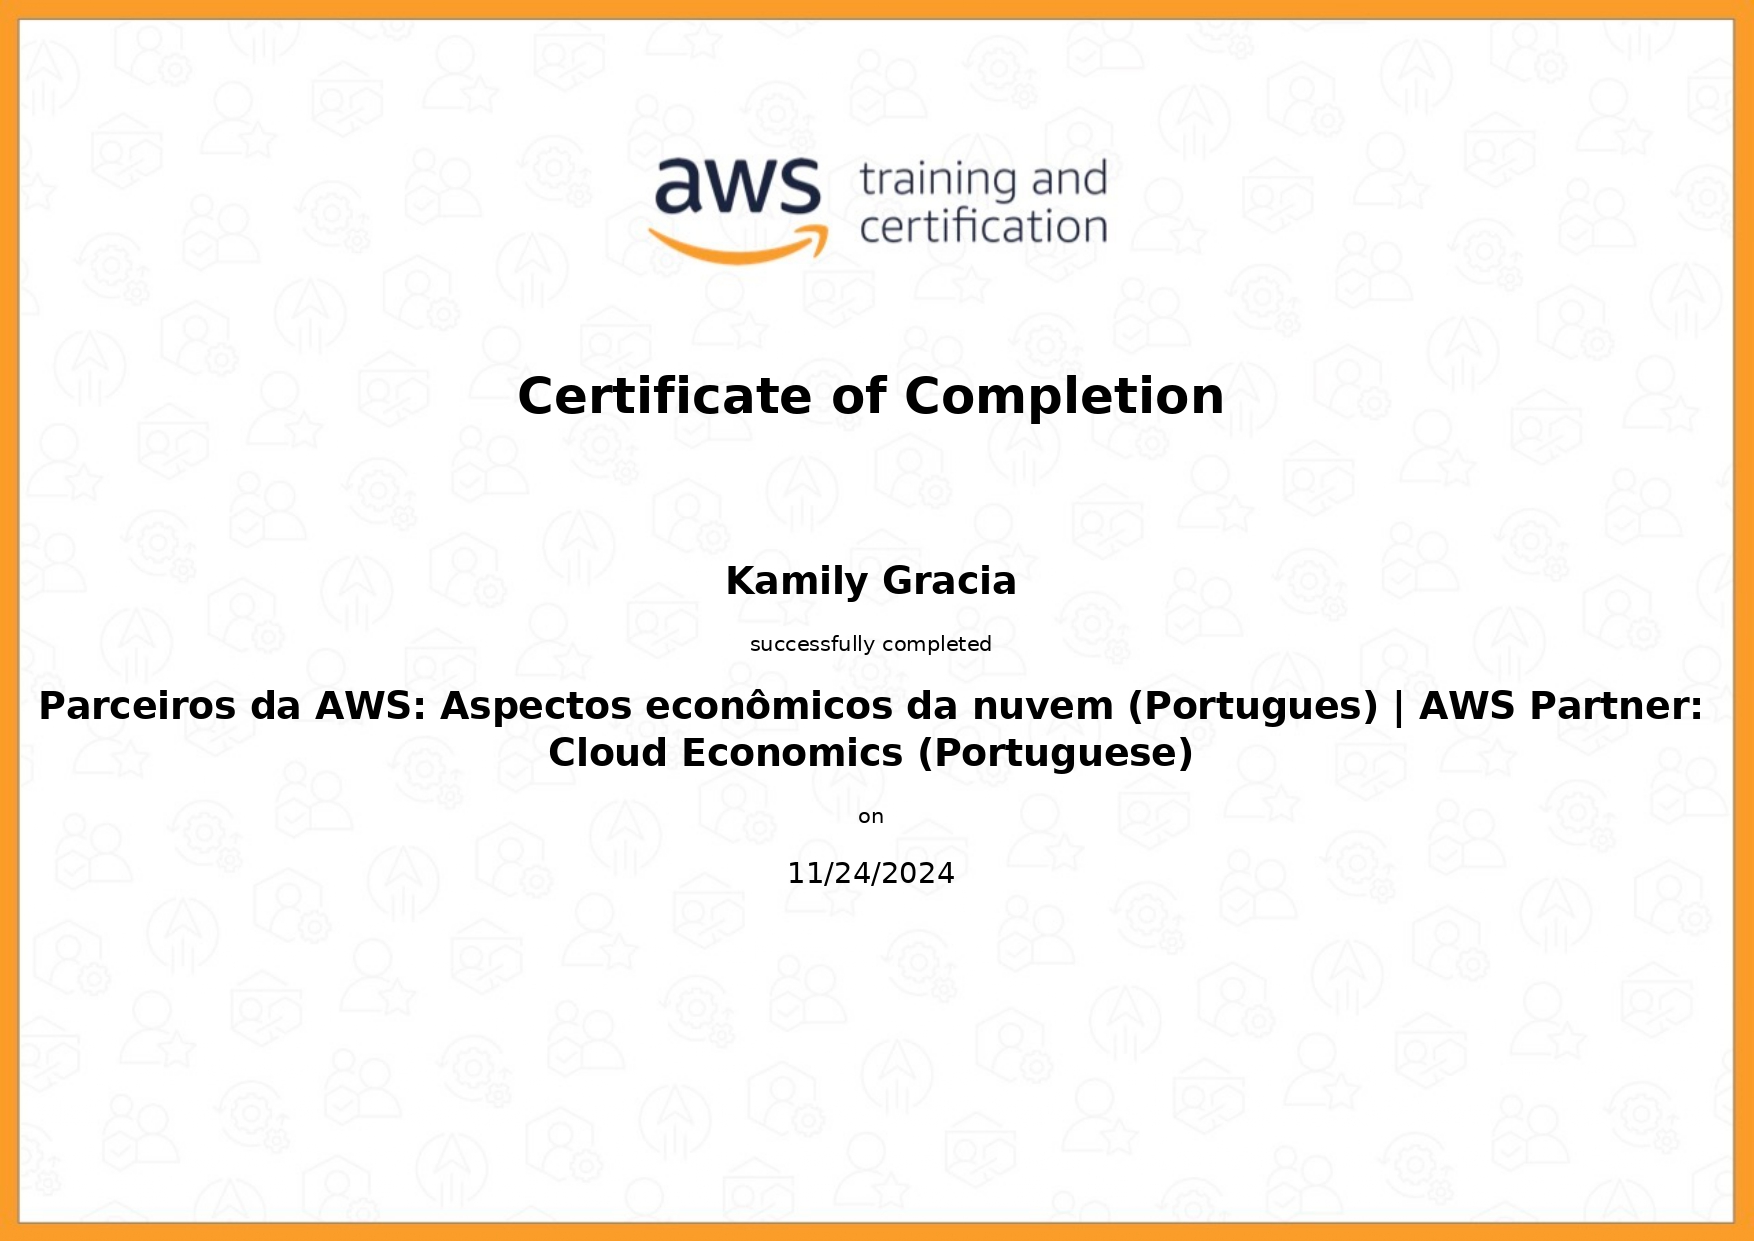 aws training and
certification
Certificate of Completion
Kamily Gracia
successfully completed
Parceiros da AWS: Aspectos econômicos da nuvem (Portugues) | AWS Partner:
Cloud Economics (Portuguese)
on
11/24/2024